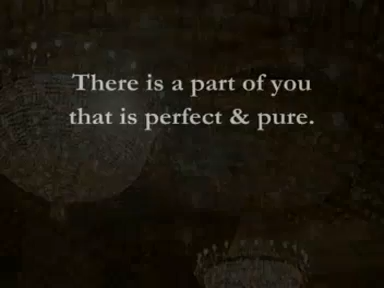 There is a part of you
that is perfect & pure.